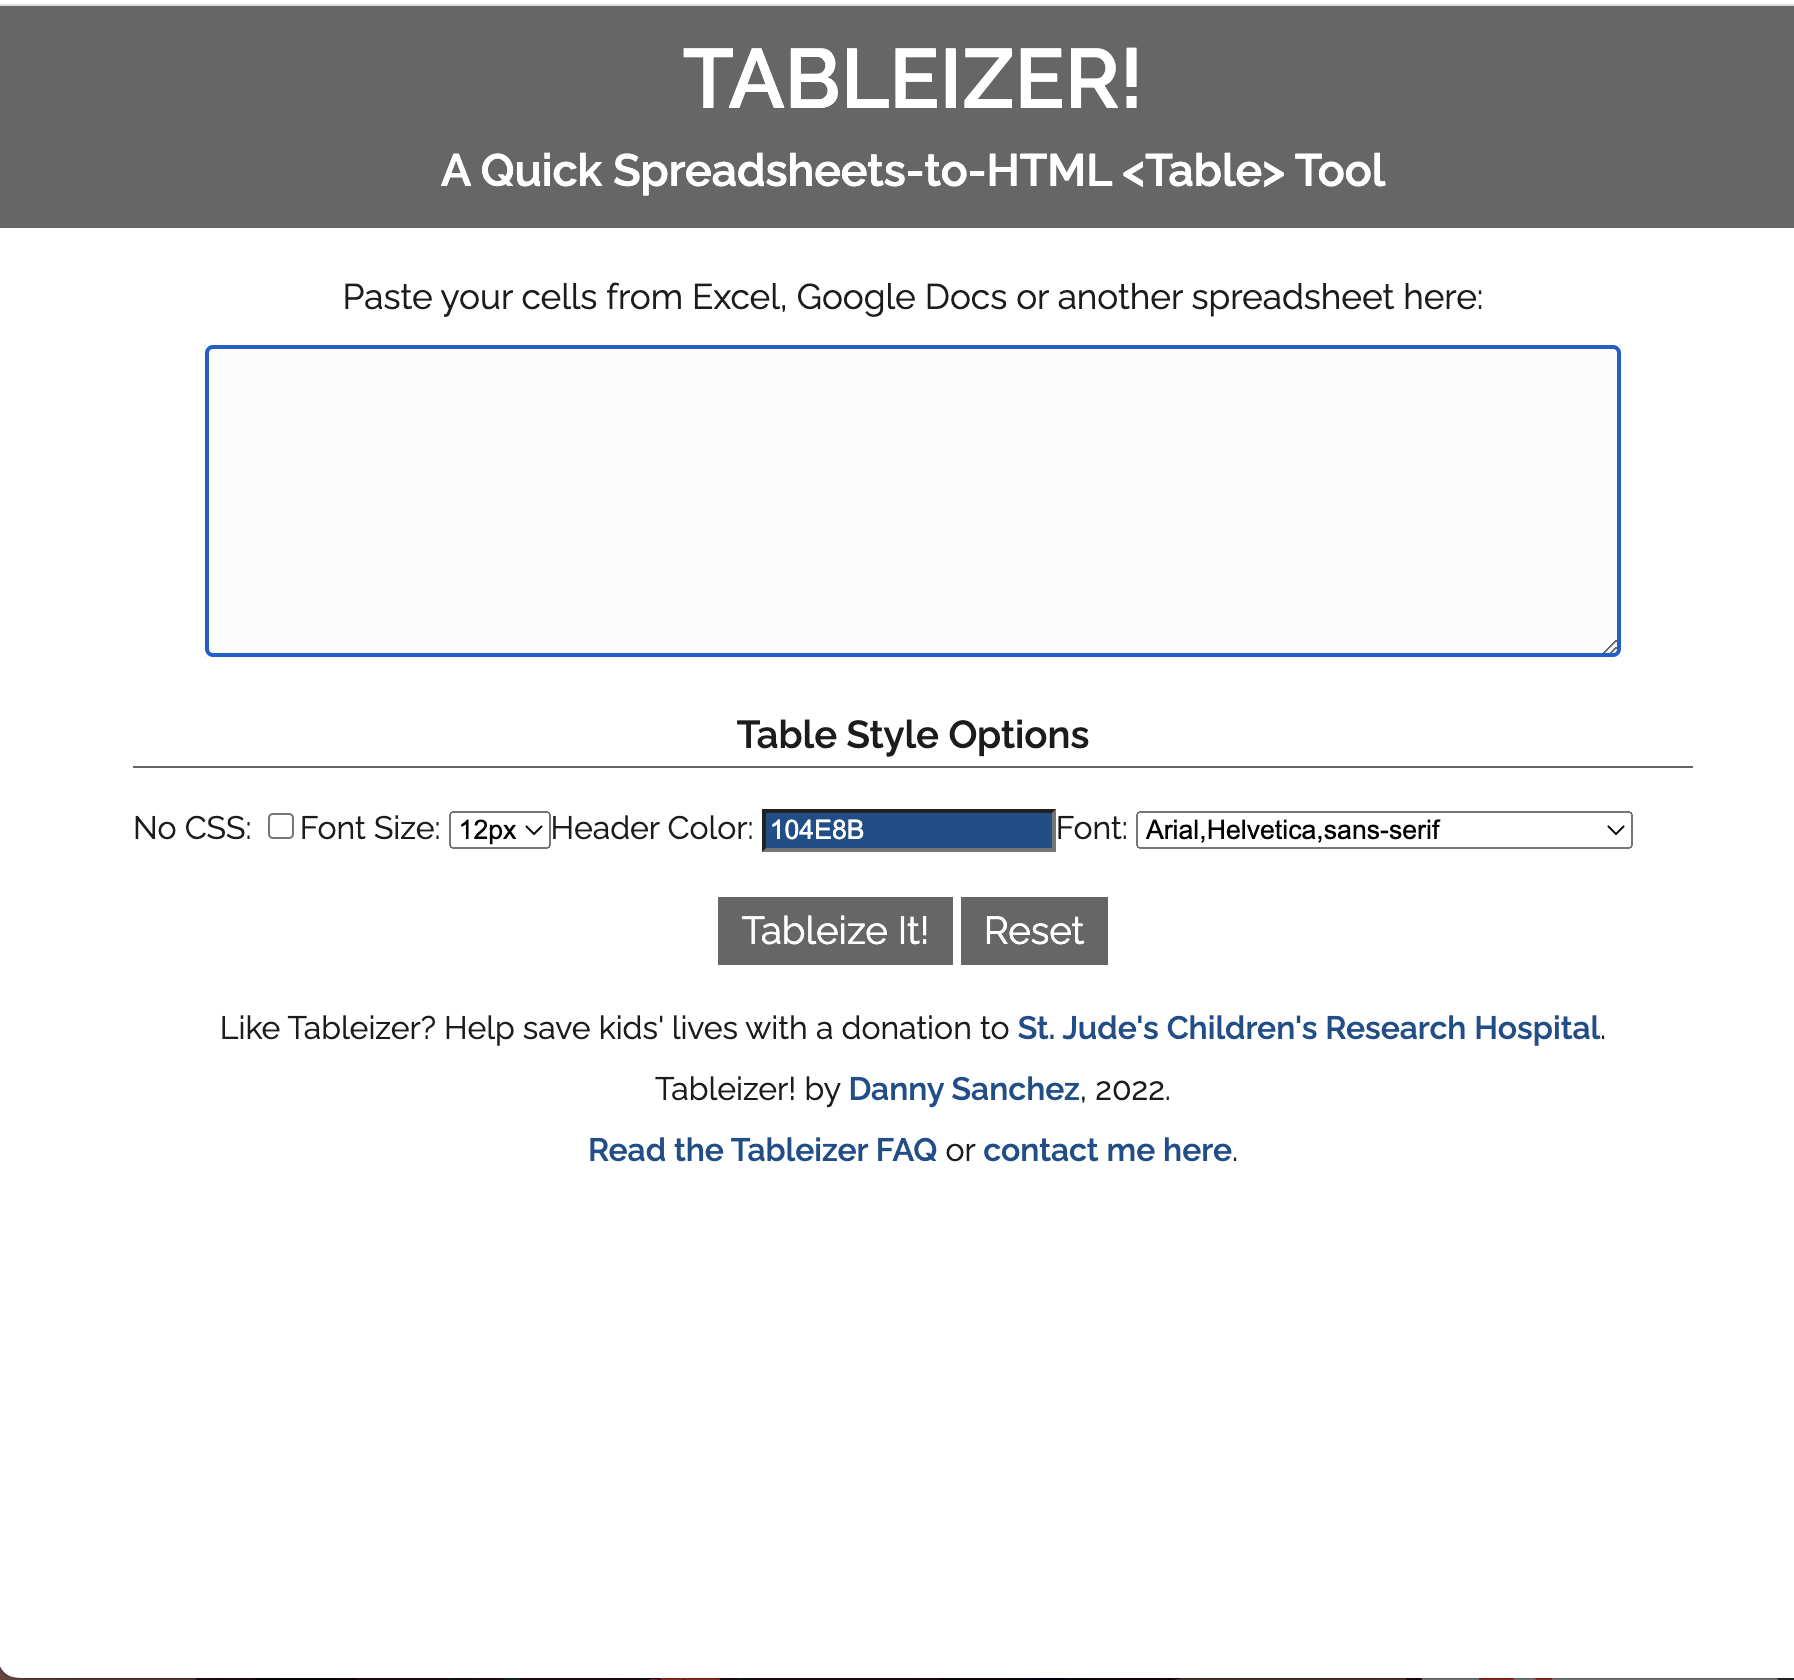 TABLEIZER!
A Quick Spreadsheets-to-HTML <Table> Tool
Paste your cells from Excel, Google Docs or another spreadsheet here:
Table Style Options
No CSS: Font Size: 12px Header Color: 104E8B Font: Arial,Helvetica,sans-serif
Tableize It! Reset
Like Tableizer? Help save kids' lives with a donation to St. Jude's Children's Research Hospital.
Tableizer! by Danny Sanchez, 2022.
Read the Tableizer FAQ or contact me here.